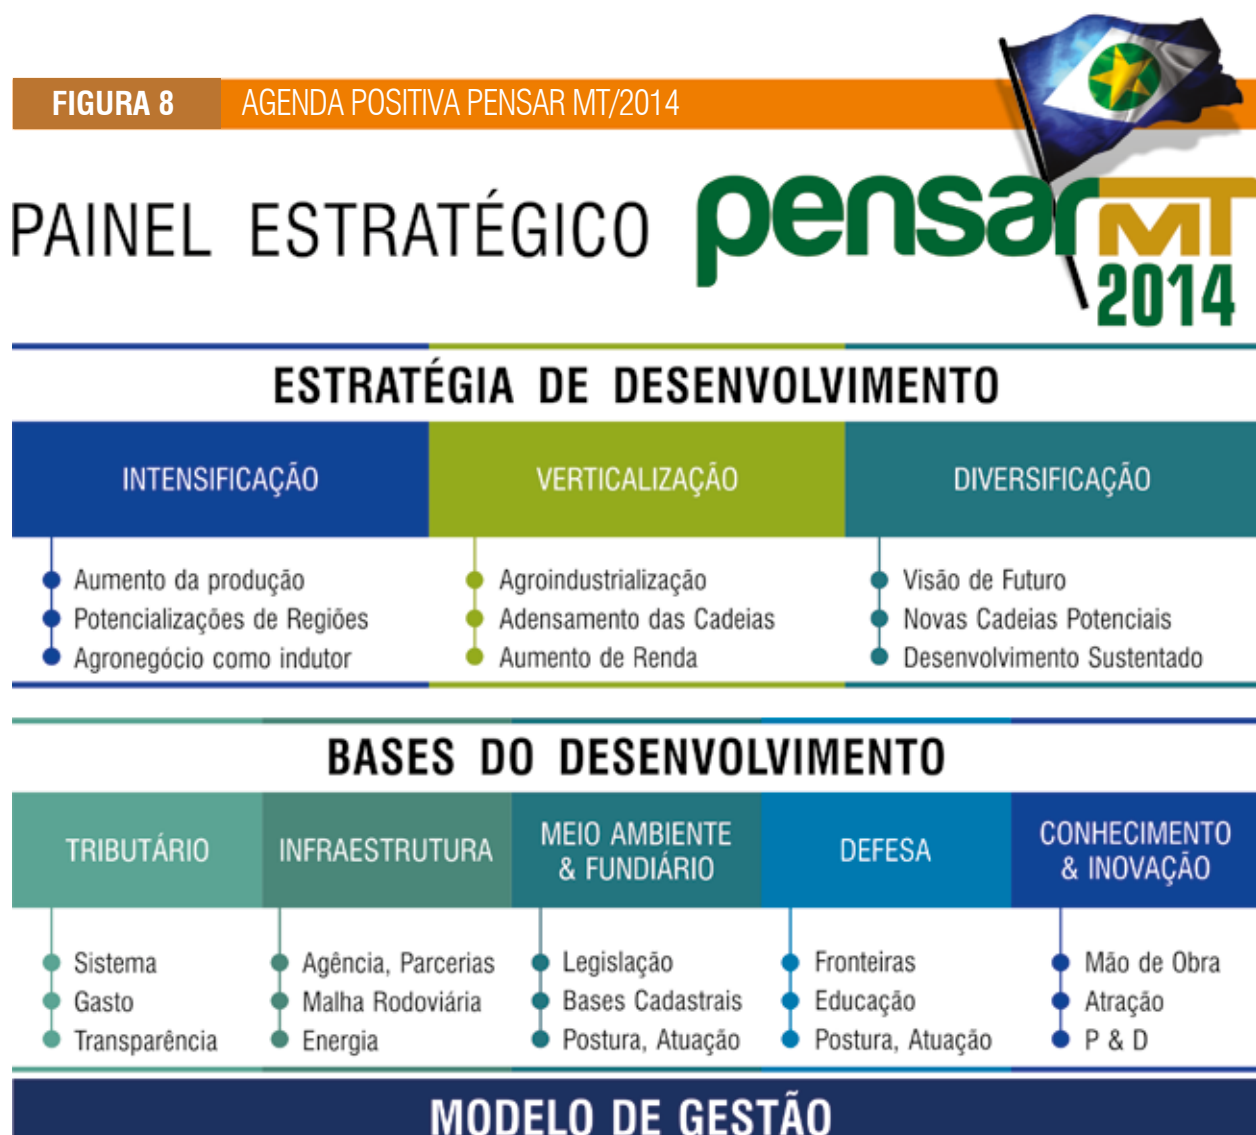 FIGURA 8 AGENDA POSITIVA PENSAR MT/2014
PAINEL ESTRATÉGICO pensar MT 2014
ESTRATÉGIA DE DESENVOLVIMENTO
INTENSIFICAÇÃO VERTICALIZAÇÃO DIVERSIFICAÇÃO
Aumento da produção
Potencializações de Regiões
Agronegócio como indutor
Agroindustrialização
Adensamento das Cadeias
Aumento de Renda
Visão de Futuro
Novas Cadeias Potenciais
Desenvolvimento Sustentado
BASES DO DESENVOLVIMENTO
TRIBUTÁRIO
Sistema
Gasto
Transparência
INFRAESTRUTURA
Agência, Parcerias
Malha Rodoviária
Energia
MEIO AMBIENTE
& FUNDIÁRIO
Legislação
Bases Cadastrais
Postura, Atuação
DEFESA
Fronteiras
Educação
Postura, Atuação
CONHECIMENTO
& INOVAÇÃO
Mão de Obra
Atração
P & D
MODELO DE GESTÃO